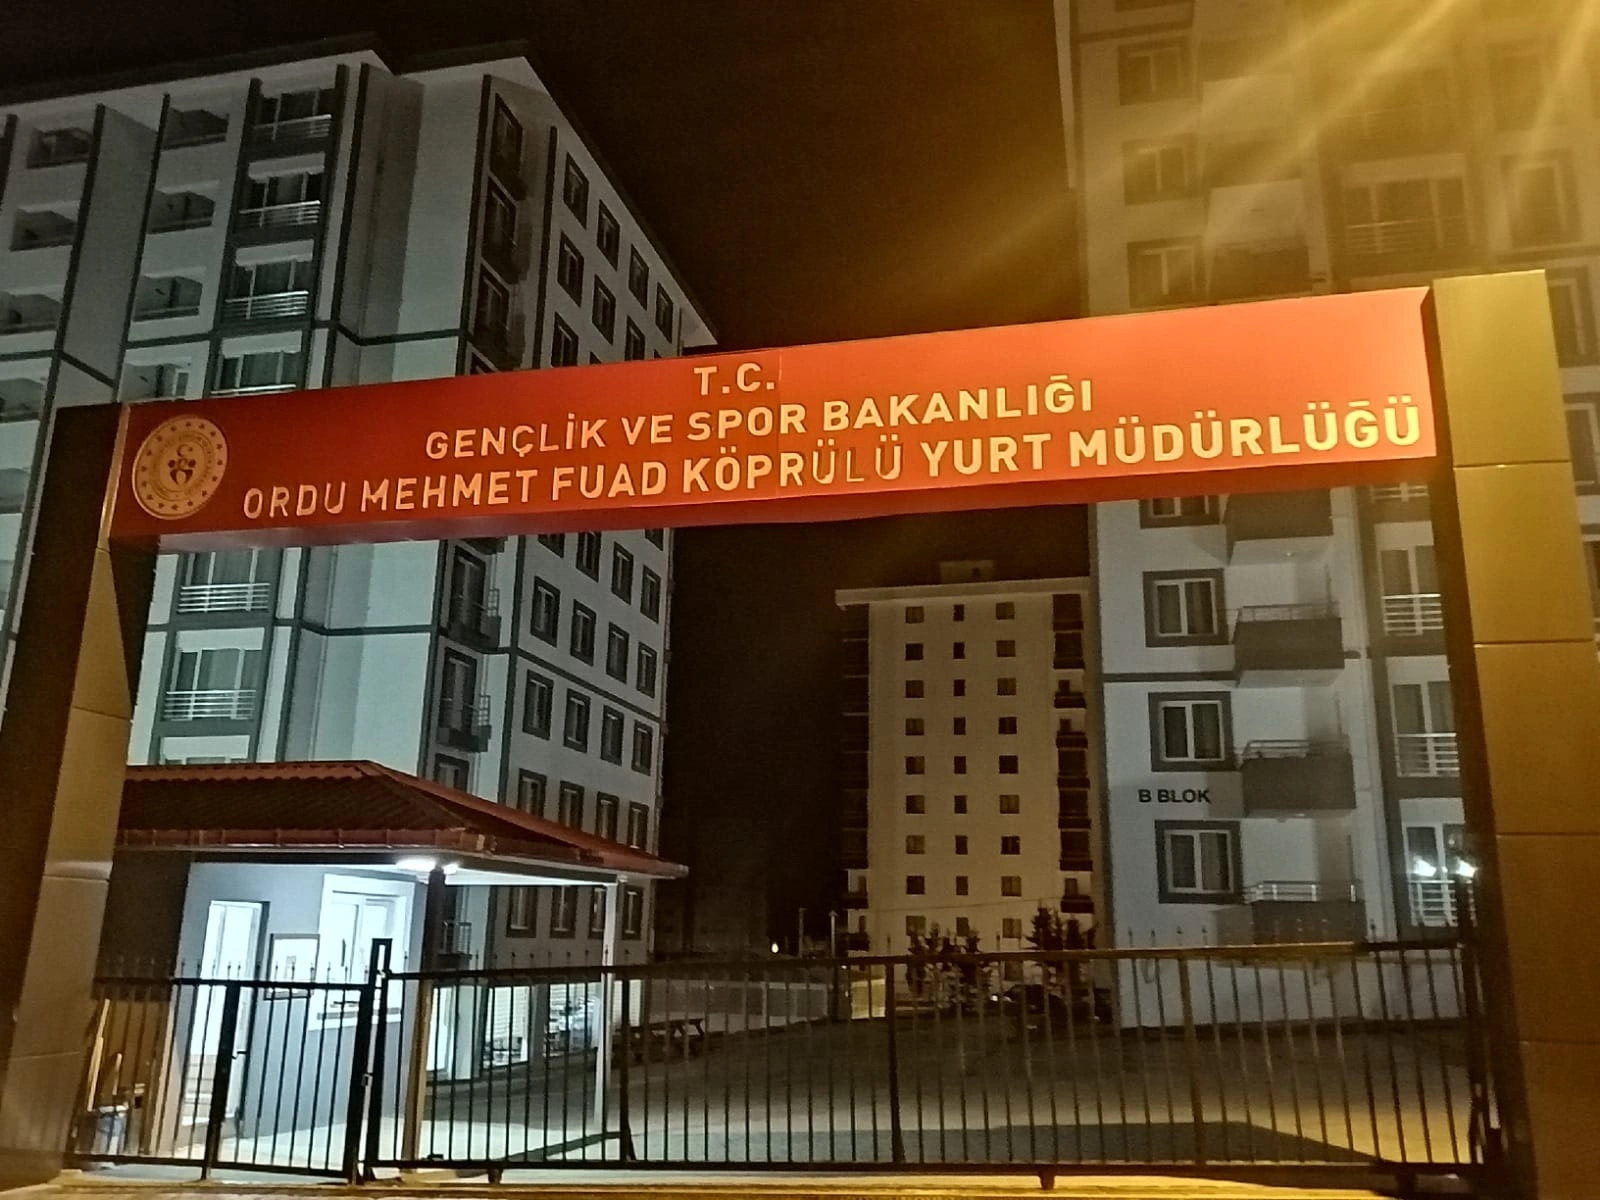 T.C.
GENÇLİK VE SPOR BAKANLIĞI
ORDU MEHMET FUAD KÖPRÜLÜ YURT MÜDÜRLÜĞÜ
B BLOK